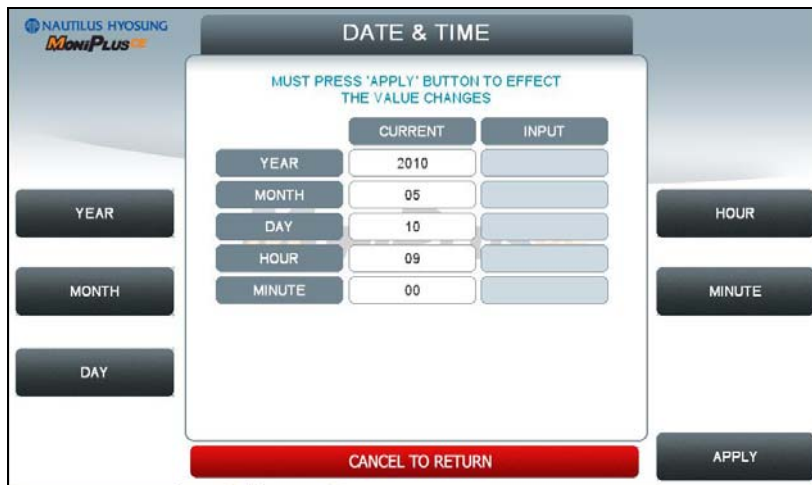 NAUTILUS HYOSUNG
MoniPlus CE
DATE & TIME
MUST PRESS 'APPLY' BUTTON TO EFFECT
THE VALUE CHANGES
CURRENT INPUT
YEAR 2010
MONTH 05
DAY 10
HOUR 09
MINUTE 00
YEAR
MONTH
DAY
HOUR
MINUTE
APPLY
CANCEL TO RETURN